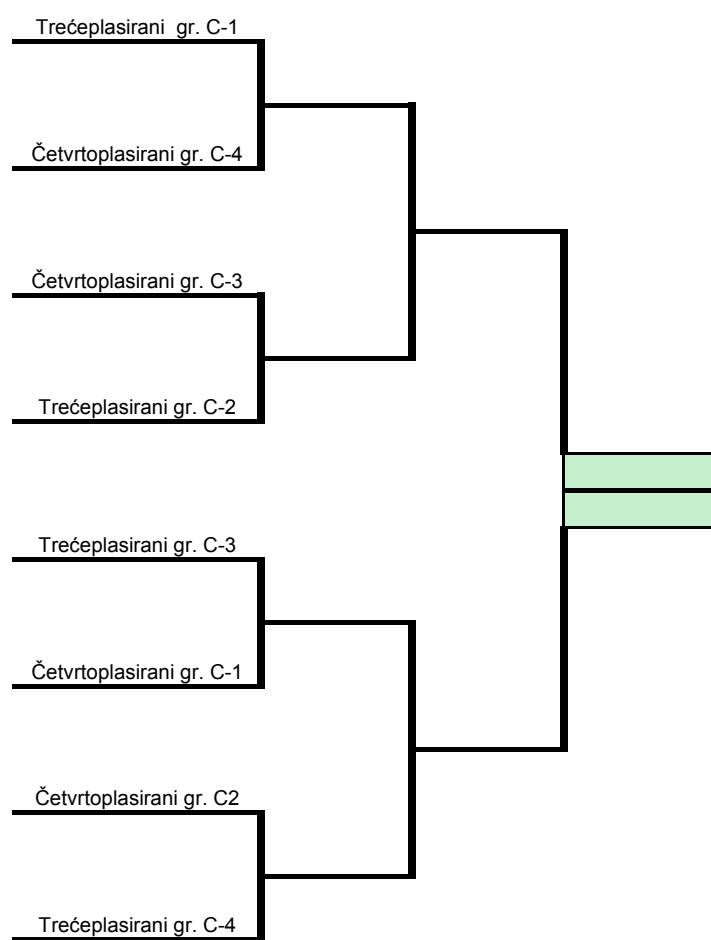 Trećeplasirani  gr. C-1
Četvrtoplasirani gr. C-4
Četvrtoplasirani gr. C-3
Trećeplasirani gr. C-2
Trećeplasirani gr. C-3
Četvrtoplasirani gr. C-1
Četvrtoplasirani gr. C2
Trećeplasirani gr. C-4